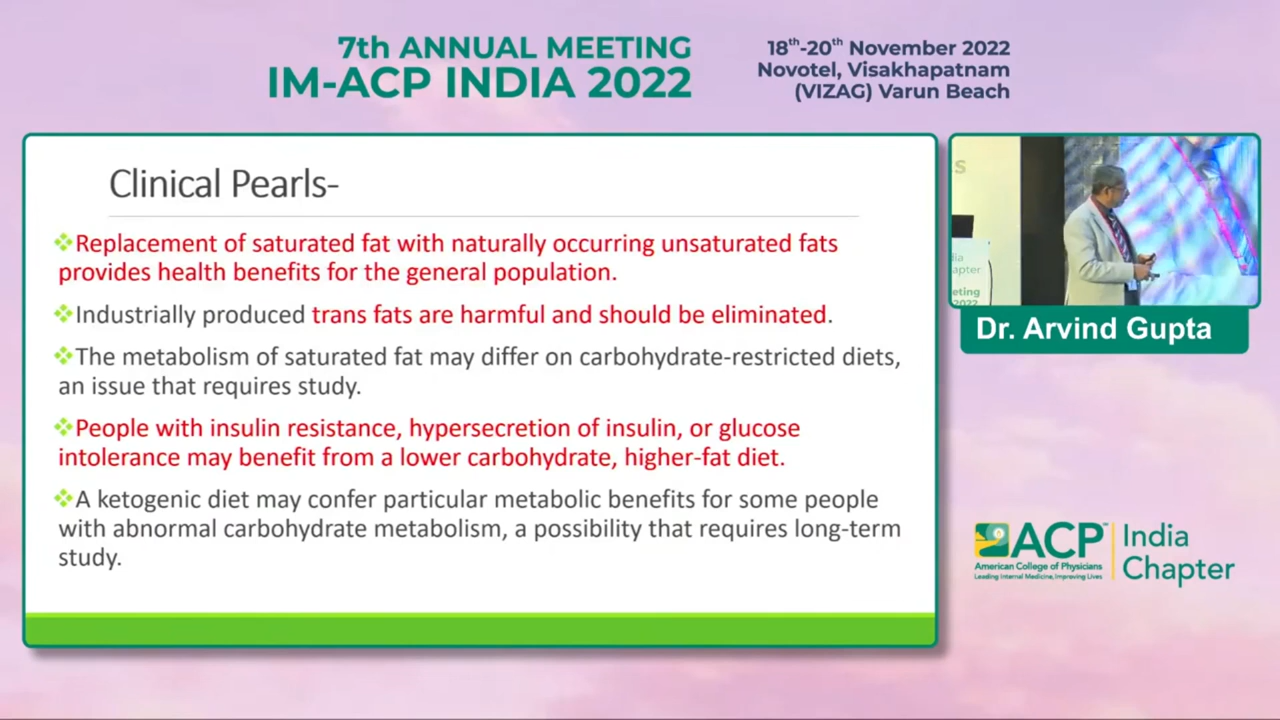 7th ANNUAL MEETING
IM-ACP INDIA 2022
18th-20th November 2022
Novotel, Visakhapatnam
(VIZAG) Varun Beach
Clinical Pearls-
❖Replacement of saturated fat with naturally occurring unsaturated fats
provides health benefits for the general population.
❖Industrially produced trans fats are harmful and should be eliminated.
❖The metabolism of saturated fat may differ on carbohydrate-restricted diets,
an issue that requires study.
❖People with insulin resistance, hypersecretion of insulin, or glucose
intolerance may benefit from a lower carbohydrate, higher-fat diet.
❖A ketogenic diet may confer particular metabolic benefits for some people
with abnormal carbohydrate metabolism, a possibility that requires long-term
study.
s
dia
apter
eting
2022
Dr. Arvind Gupta
ACP™
American College of Physicians
Leading Internal Medicine, Improving Lives
India
Chapter